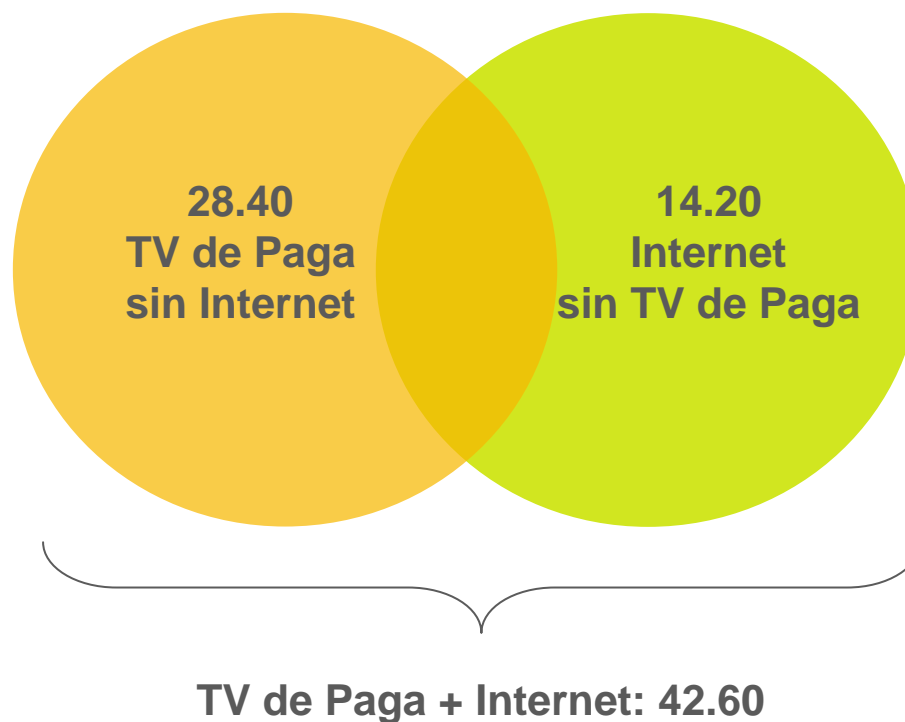 28.40
TV de Paga
sin Internet
14.20
Internet
sin TV de Paga
TV de Paga + Internet: 42.60